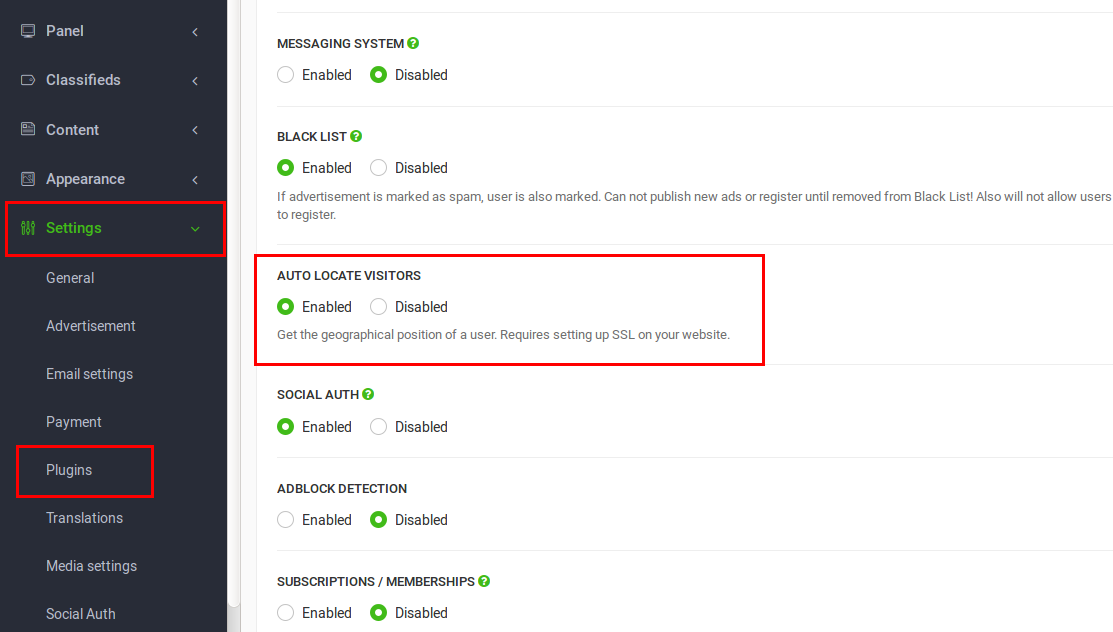 Panel
Classifieds
Content
Appearance
Settings
General
Advertisement
Email settings
Payment
Plugins
Translations
Media settings
Social Auth
MESSAGING SYSTEM ?
Enabled Disabled
BLACK LIST ?
Enabled Disabled
If advertisement is marked as spam, user is also marked. Can not publish new ads or register until removed from Black List! Also will not allow users
to register.
AUTO LOCATE VISITORS
Enabled Disabled
Get the geographical position of a user. Requires setting up SSL on your website.
SOCIAL AUTH ?
Enabled Disabled
ADBLOCK DETECTION
Enabled Disabled
SUBSCRIPTIONS / MEMBERSHIPS ?
Enabled Disabled